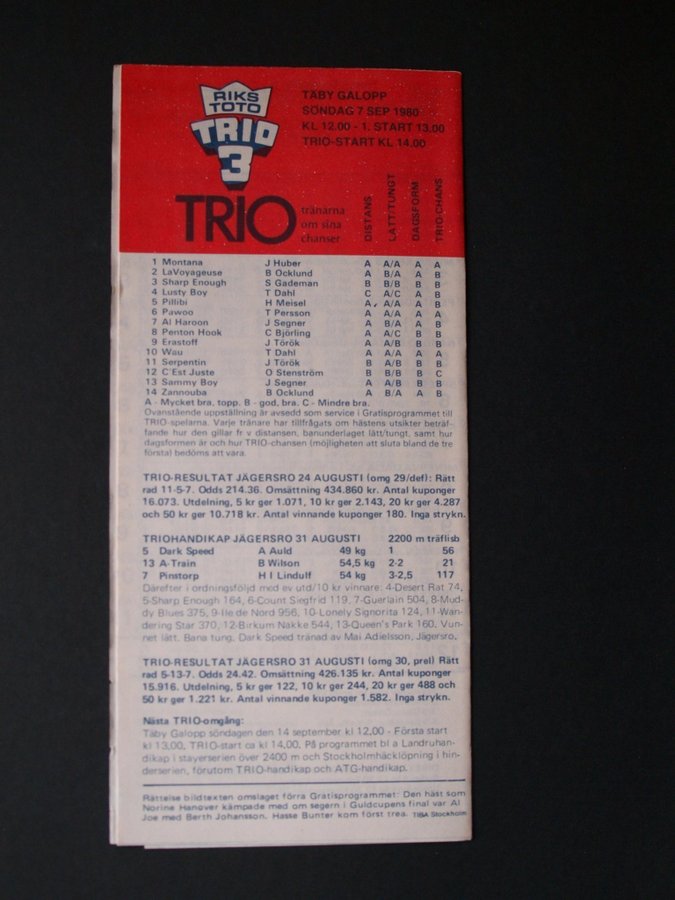 RIKS
TOTO
TRIO
3
TÄBY GALOPP
SÖNDAG 7 SEP 1980
KL 12.00 - 1. START 13.00
TRIO-START KL 14.00
TRIO tränarna
om sina
chanser
DISTANS LÄTT/TUNGT DAGSFORM TRIO-CHANS
1 Montana J Huber A A/A A A
2 LaVoyageuse B Ocklund A B/A A B
3 Sharp Enough S Gademan B B/B B B
4 Lusty Boy T Dahl C A/C A B
5 Pillibi H Meisel A A/A A B
6 Pawoo T Persson A A/A A A
7 Al Haroon J Segner A B/A A B
8 Penton Hook C Björling A A/C B B
9 Erastoff J Török A A/B B B
10 Wau T Dahl A A/A A A
11 Serpentin J Török B A/B B B
12 C'Est Juste O Stenström B B/B B C
13 Sammy Boy J Segner A A/B B B
14 Zannouba B Ocklund A B/A B B
A - Mycket bra, topp. B - god, bra. C - Mindre bra.
Ovanstående uppställning är avsedd som service i Gratisprogrammet till
TRIO-spelarna. Varje tränare har tillfrågats om hästens utsikter beträf-
fande hur den gillar fr v distansen, banunderlaget lätt/tungt, samt hur
dagsformen är och hur TRIO-chansen (möjligheten att sluta bland de tre
första) bedöms att vara.
TRIO-RESULTAT JÄGERSRO 24 AUGUSTI (omg 29/def): Rätt
rad 11-5-7. Odds 214.36. Omsättning 434.860 kr. Antal kuponger
16.073. Utdelning, 5 kr ger 1.071, 10 kr ger 2.143, 20 kr ger 4.287
och 50 kr ger 10.718 kr. Antal vinnande kuponger 180. Inga strykn.
TRIOHANDIKAP JÄGERSRO 31 AUGUSTI 2200 m träflisb
5 Dark Speed A Auld 49 kg 1 56
13 A-Train B Wilson 54,5 kg 2-2 21
7 Pinstorp H I Lindulf 54 kg 3-2,5 117
Därefter i ordningsföljd med ev utd/10 kr vinnare: 4-Desert Rat 74,
5-Sharp Enough 164, 6-Count Siegfrid 119, 7-Guerlain 504, 8-Mud-
dy Blues 375, 9-Ile de Nord 956, 10-Lonely Signorita 124, 11-Wan-
dering Star 370, 12-Birkum Nakke 544, 13-Queen's Park 160. Vun-
net lätt. Bana tung. Dark Speed tränad av Maj Adielsson, Jägersro.
TRIO-RESULTAT JÄGERSRO 31 AUGUSTI (omg 30, prel) Rätt
rad 5-13-7. Odds 24.42. Omsättning 426.135 kr. Antal kuponger
15.916. Utdelning, 5 kr ger 122, 10 kr ger 244, 20 kr ger 488 och
50 kr ger 1.221 kr. Antal vinnande kuponger 1.582. Inga strykn.
Nästa TRIO-omgång:
Täby Galopp söndagen den 14 september kl 12,00 - Första start
kl 13,00, TRIO-start ca kl 14,00. På programmet bl a Landruhan-
dikap i stayerserien över 2400 m och Stockholmhäcklöpning i hin-
derserien, förutom TRIO-handikap och ATG-handikap.
Rättelse bildtexten omslaget förra Gratisprogrammet: Den häst som
Norine Hanover kämpade med om segern i Guldcupens final var Al
Joe med Berth Johansson. Hasse Bunter kom först trea. TIBA Stockholm